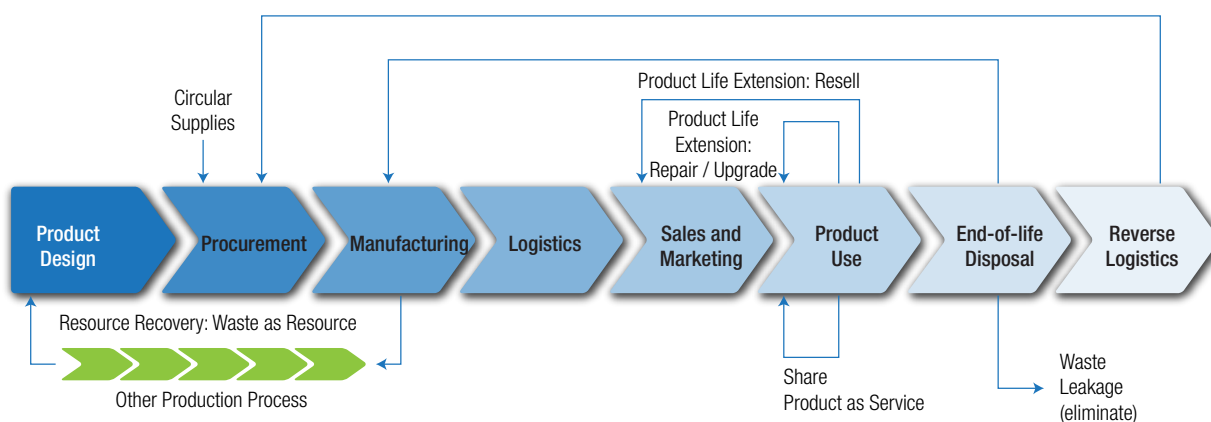 Product Life Extension: Resell
Circular
Supplies
Product Life
Extension:
Repair / Upgrade
Product
Design
Procurement
Manufacturing
Logistics
Sales and
Marketing
Product
Use
End-of-life
Disposal
Reverse
Logistics
Resource Recovery: Waste as Resource
Other Production Process
Share
Product as Service
Waste
Leakage
(eliminate)